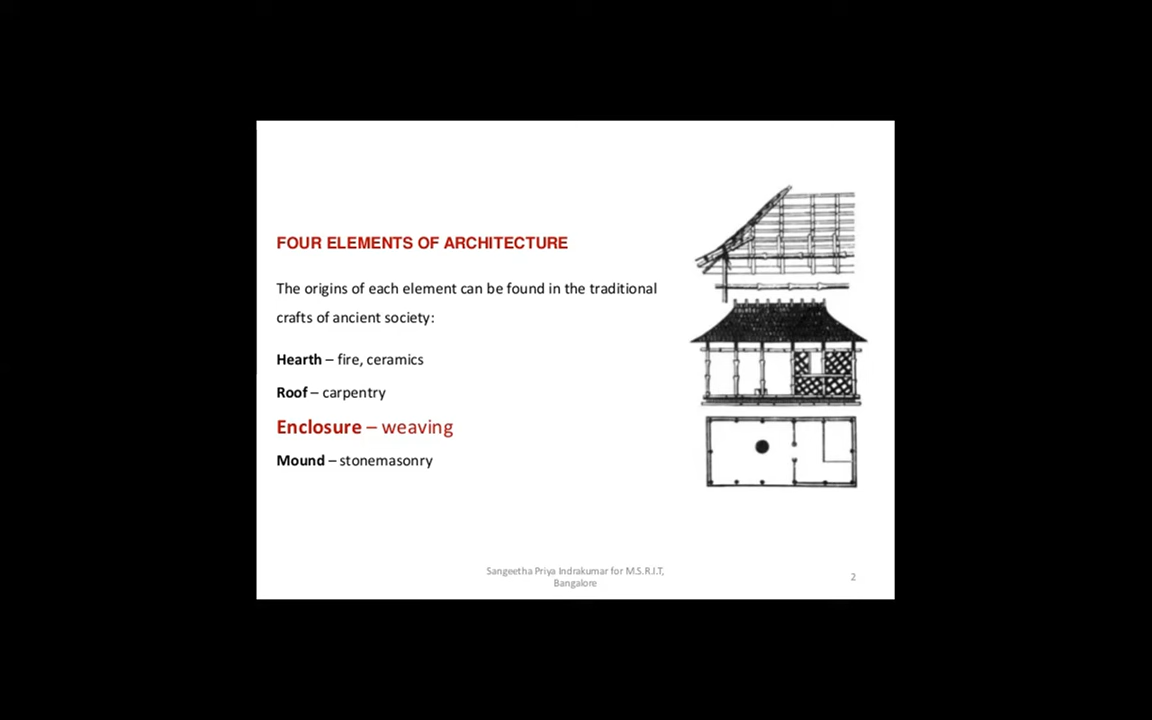 FOUR ELEMENTS OF ARCHITECTURE
The origins of each element can be found in the traditional
crafts of ancient society:
Hearth – fire, ceramics
Roof – carpentry
Enclosure – weaving
Mound – stonemasonry
Sangeetha Priya Indrakumar for M.S.R.I.T,
Bangalore
2